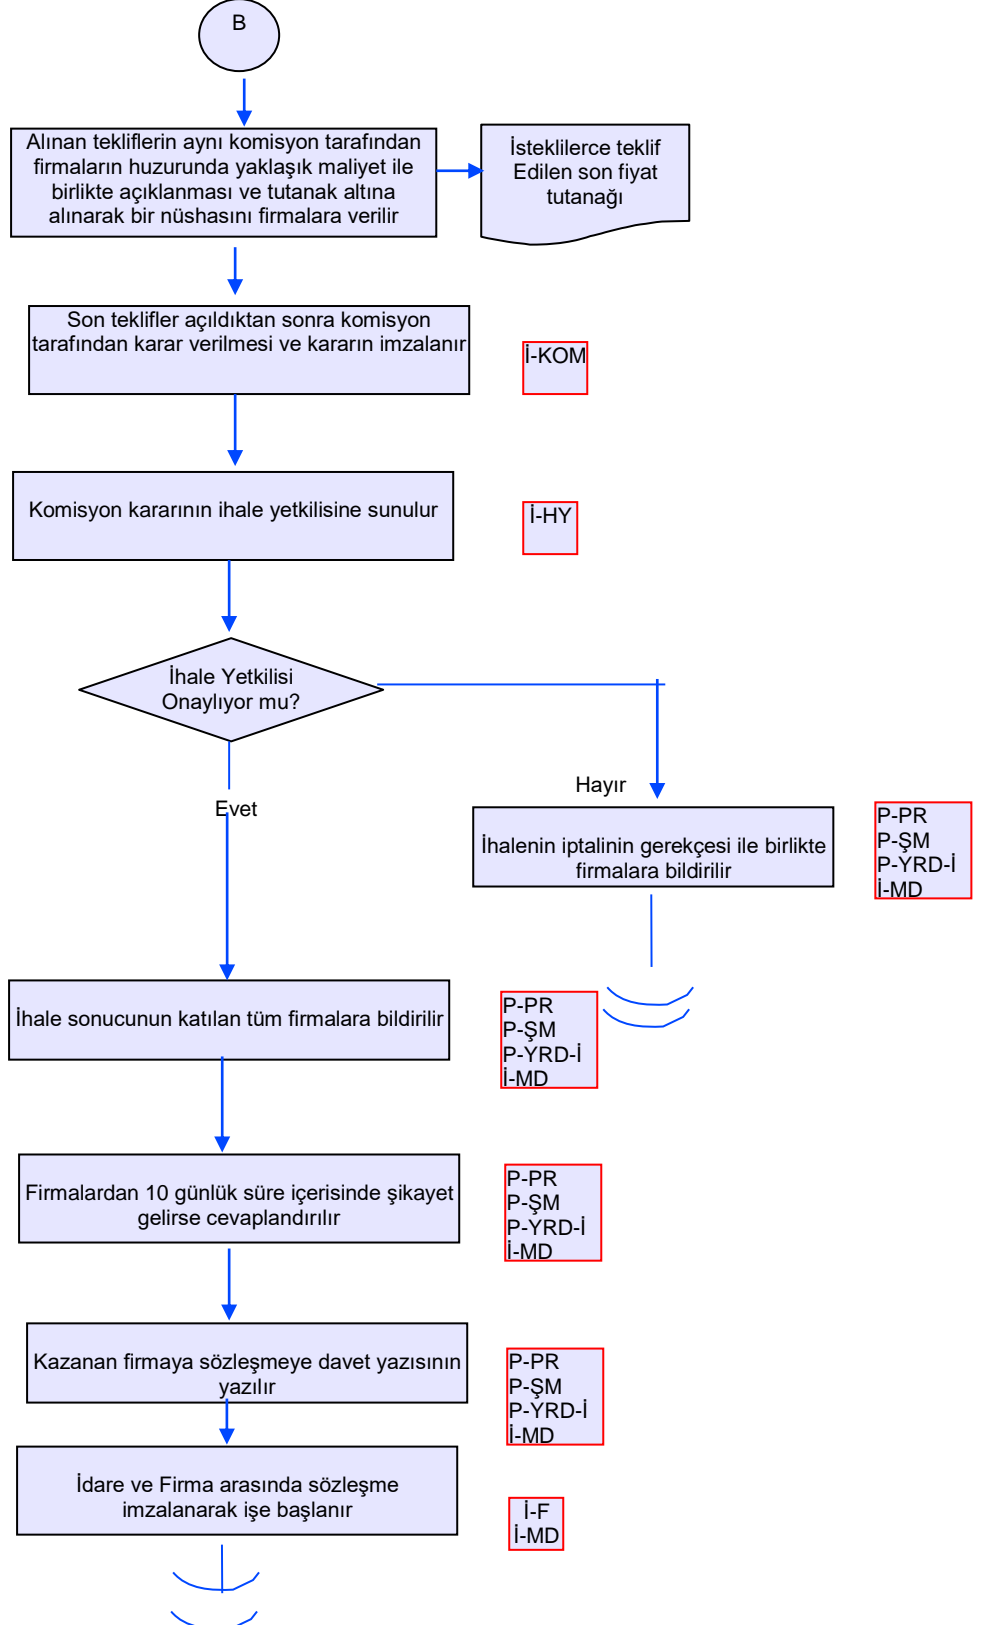 B
Alınan tekliflerin aynı komisyon tarafından
firmaların huzurunda yaklaşık maliyet ile
birlikte açıklanması ve tutanak altına
alınarak bir nüshasını firmalara verilir
İsteklilerce teklif
Edilen son fiyat
tutanağı
Son teklifler açıldıktan sonra komisyon
tarafından karar verilmesi ve kararın imzalanır
İ-KOM
Komisyon kararının ihale yetkilisine sunulur
İ-HY
İhale Yetkilisi
Onaylıyor mu?
Hayır
Evet
İhalenin iptalinin gerekçesi ile birlikte
firmalara bildirilir
P-PR
P-ŞM
P-YRD-İ
İ-MD
İhale sonucunun katılan tüm firmalara bildirilir
P-PR
P-ŞM
P-YRD-İ
İ-MD
Firmalardan 10 günlük süre içerisinde şikayet
gelirse cevaplandırılır
P-PR
P-ŞM
P-YRD-İ
İ-MD
Kazanan firmaya sözleşmeye davet yazısının
yazılır
P-PR
P-ŞM
P-YRD-İ
İ-MD
İdare ve Firma arasında sözleşme
imzalanarak işe başlanır
İ-F
İ-MD